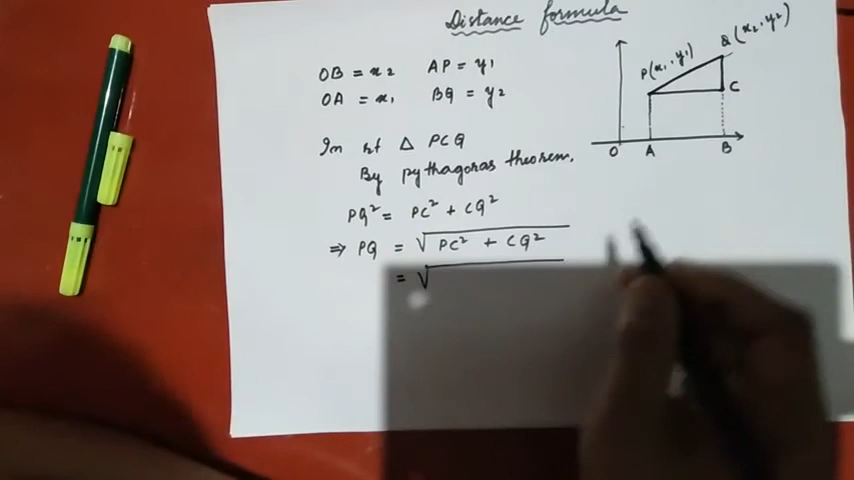 Distance formula
OB = x₂ AP = y₁
OA = x₁ BQ = y₂
In rt △ PCQ
By pythagoras theorem,
PQ² = PC² + CQ²
⇒ PQ = √PC² + CQ²
= √
Q(x₂, y₂)
P(x₁, y₁)
C
O A B